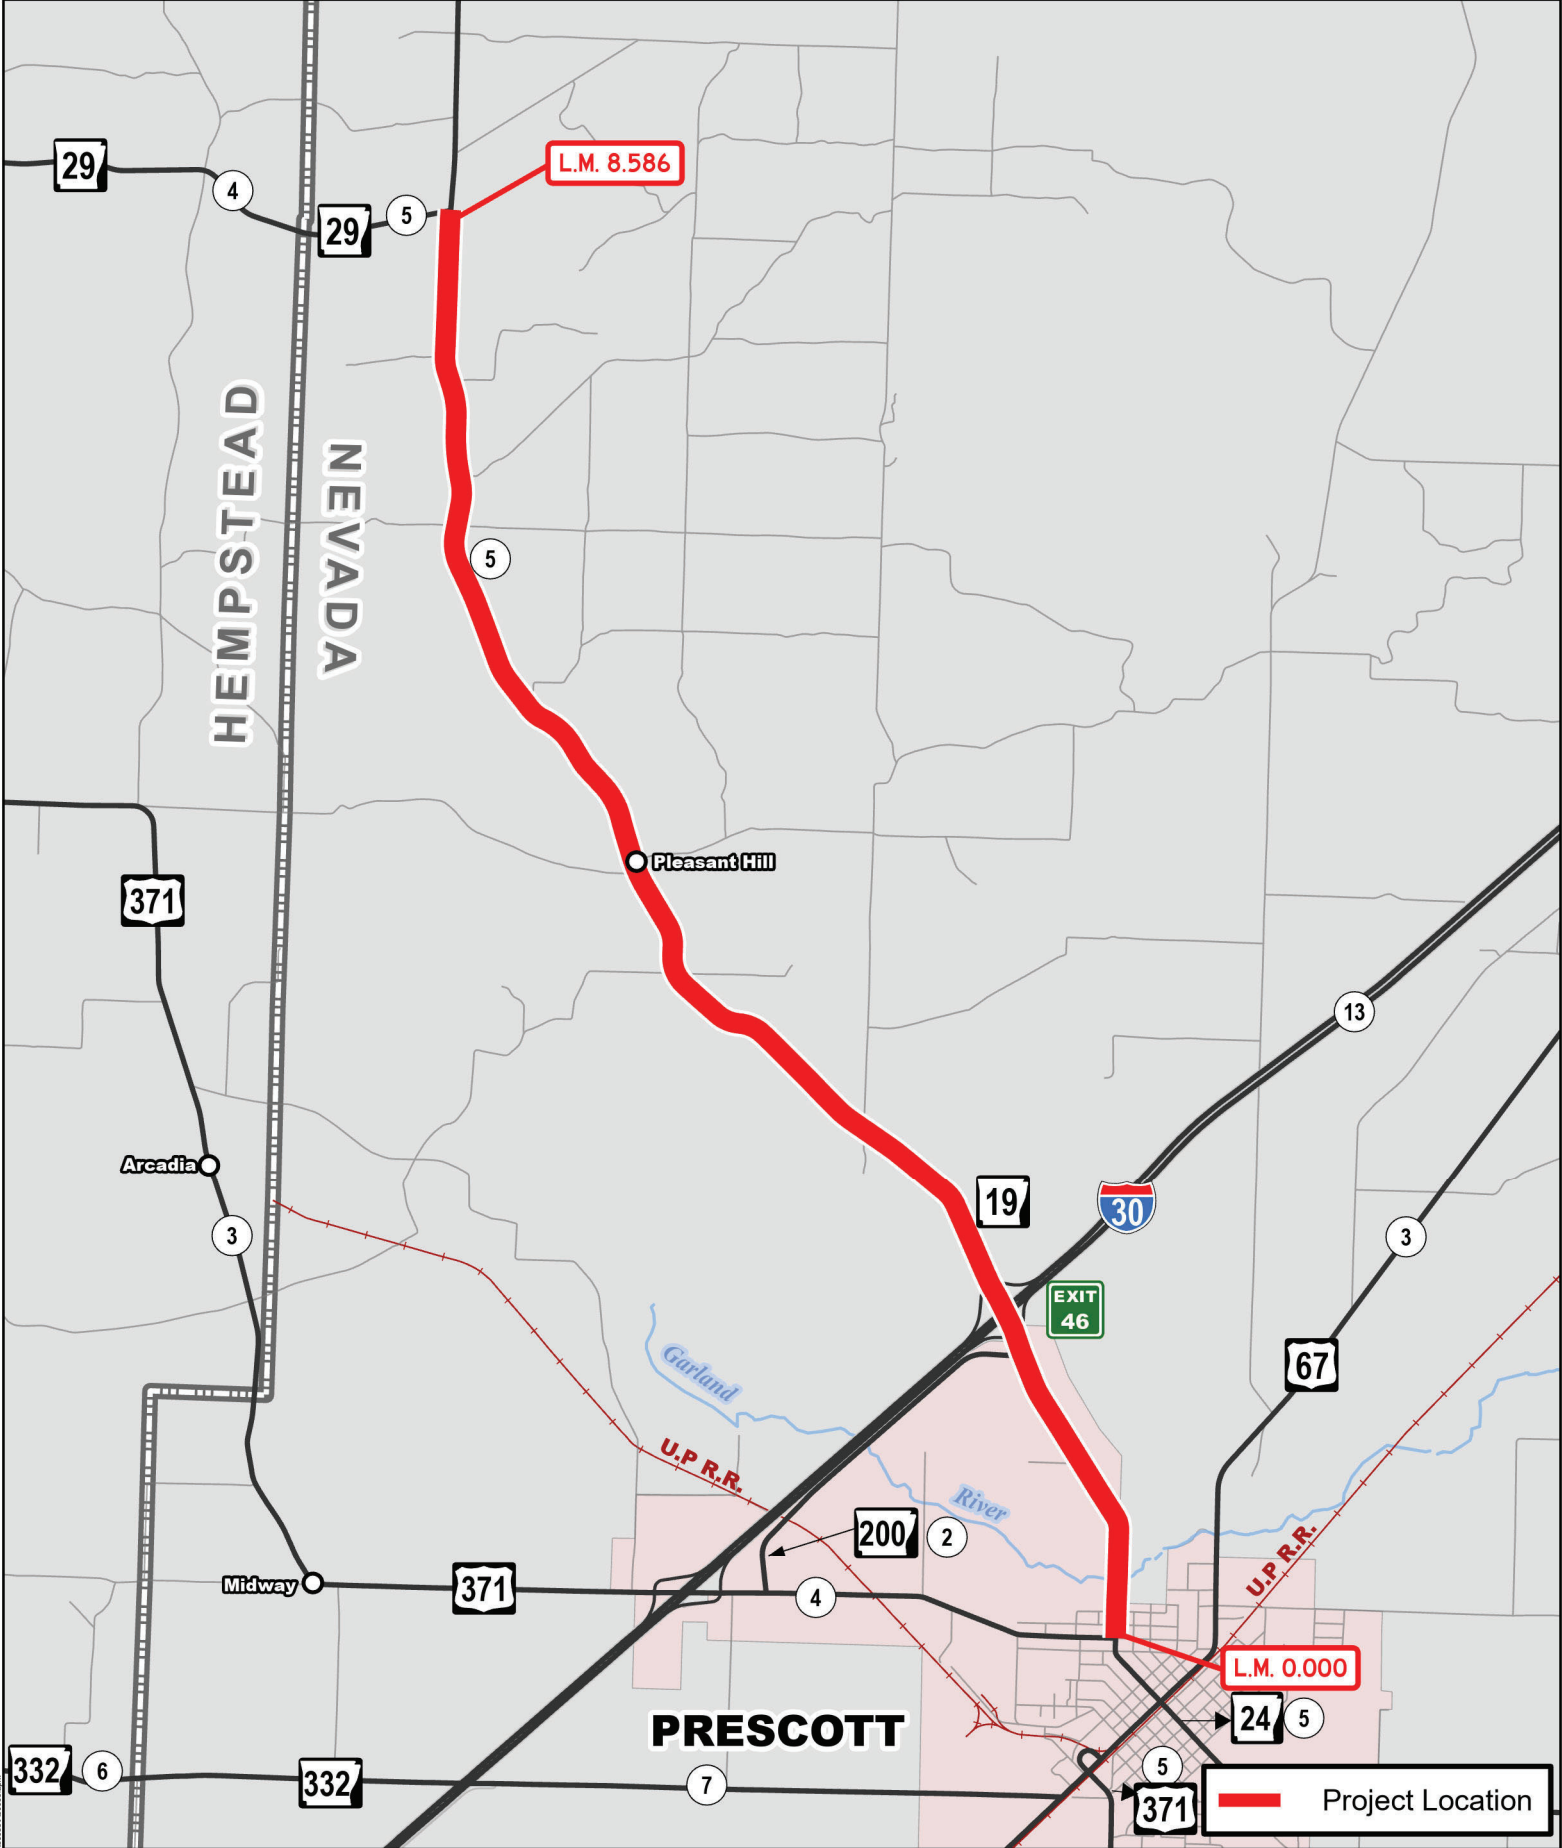 29
4
29
5
L.M. 8.586
HEMPSTEAD
NEVADA
5
Pleasant Hill
371
13
Arcadia
19
30
3
3
EXIT
46
67
Garland
U.P R.R.
River
200
2
U.P R.R.
Midway
371
4
L.M. 0.000
PRESCOTT
24
5
332
6
332
7
5
371
Project Location